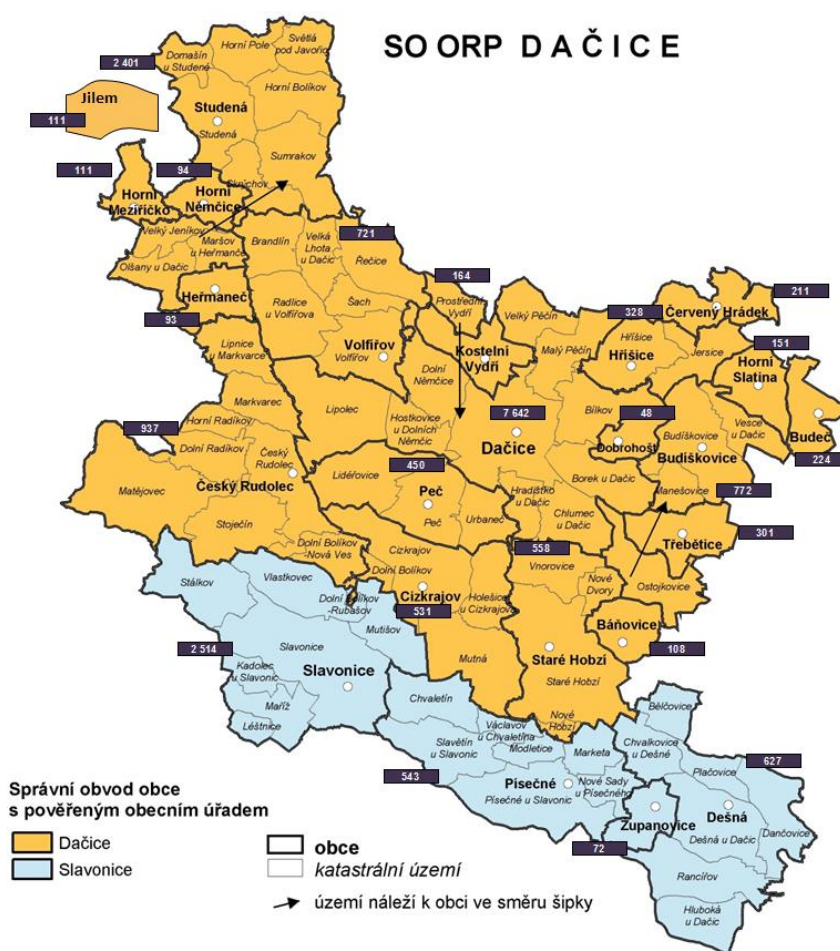 SO ORP DAČICE
Světlá
pod Javořicí
Horní Pole
Domašín
u Studené
2 401
Jilem
111
Horní Bolíkov
Studená
Studená
Sumrakov
Skrýchov
111
94
Horní
Meziříčko
Horní
Němčice
Velký Jeníkov
Maršov
u Heřmanče
Olšany u Dačic
Brandlín
Velká
Lhota
u Dačic
721
Řečice
Heřmaneč
93
164
Prostřední
Vydří
Velký Pěčín
Radlice
u Volfířova
Šach
Volfířov
Volfířov
Kostelní
Vydří
Malý Pěčín
328
Hříšice
Hříšice
Červený Hrádek
211
Jersice
151
Horní
Slatina
Lipnice
u Markvarce
Markvarec
Dolní
Němčice
Lipolec
Hostkovice
u Dolních
Němčic
7 642
Dačice
Bílkov
48
Dobrohošť
Budíškovice
Budíškovice
Vesce
u Dačic
Budeč
224
937
Horní Radíkov
Dolní Radíkov
Český
Rudolec
Český Rudolec
Matějovec
Stoječín
Lidéřovice
450
Peč
Peč
Urbaneč
Hradišťko
u Dačic
Borek u Dačic
Chlumec
u Dačic
Manešovice
772
301
Třebětice
Dolní Bolíkov
-Nová Ves
Cizkrajov
Dolní Bolíkov
Cizkrajov
531
Holešice
u Cizkrajova
558
Vnorovice
Nové
Dvory
Ostojkovice
Báňovice
108
Stálkov
Vlastkovec
Dolní Bolíkov
-Rubašov
Mutišov
Mutná
Staré Hobzí
Staré Hobzí
Nové
Hobzí
2 514
Slavonice
Slavonice
Kadolec
u Slavonic
Maříž
Léštnice
Chvaletín
Václavov
u Chvaletína
Slavětín
u Slavonic
Modletice
Marketa
Bělčovice
Chvalkovice
u Dešné
627
Plačovice
543
Písečné
Písečné u Slavonic
Nové Sady
u Písečného
Županovice
72
Dešná
Dešná u Dačic
Dančovice
Rancířov
Hluboká
u Dačic
Správní obvod obce
s pověřeným obecním úřadem
Dačice
Slavonice
obce
katastrální území
území náleží k obci ve směru šipky